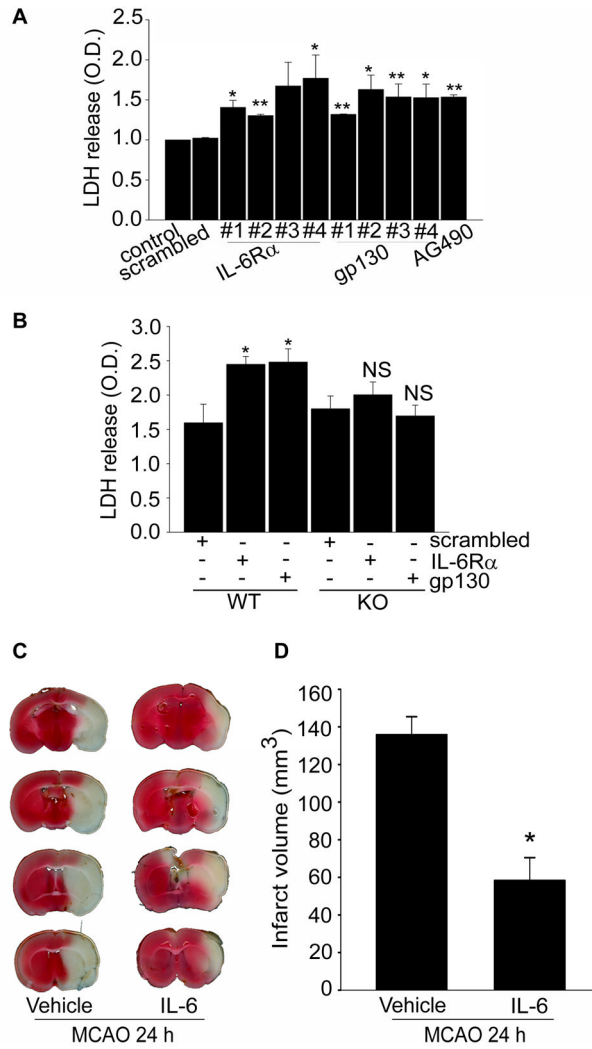 A
LDH release (O.D.)
2.5
2.0
1.5
1.0
0.5
0.0
* ** * ** * ** * **
control scrambled #1 #2 #3 #4 #1 #2 #3 #4 AG490
IL-6Rα gp130
B
LDH release (O.D.)
3.0
2.5
2.0
1.5
1.0
0.5
0.0
* * NS NS
+ - - + - - scrambled
- + - - + - IL-6Rα
- - + - - + gp130
WT KO
C
Vehicle IL-6
MCAO 24 h
D
Infarct volume (mm3)
160
140
120
100
80
60
40
20
0
*
Vehicle IL-6
MCAO 24 h